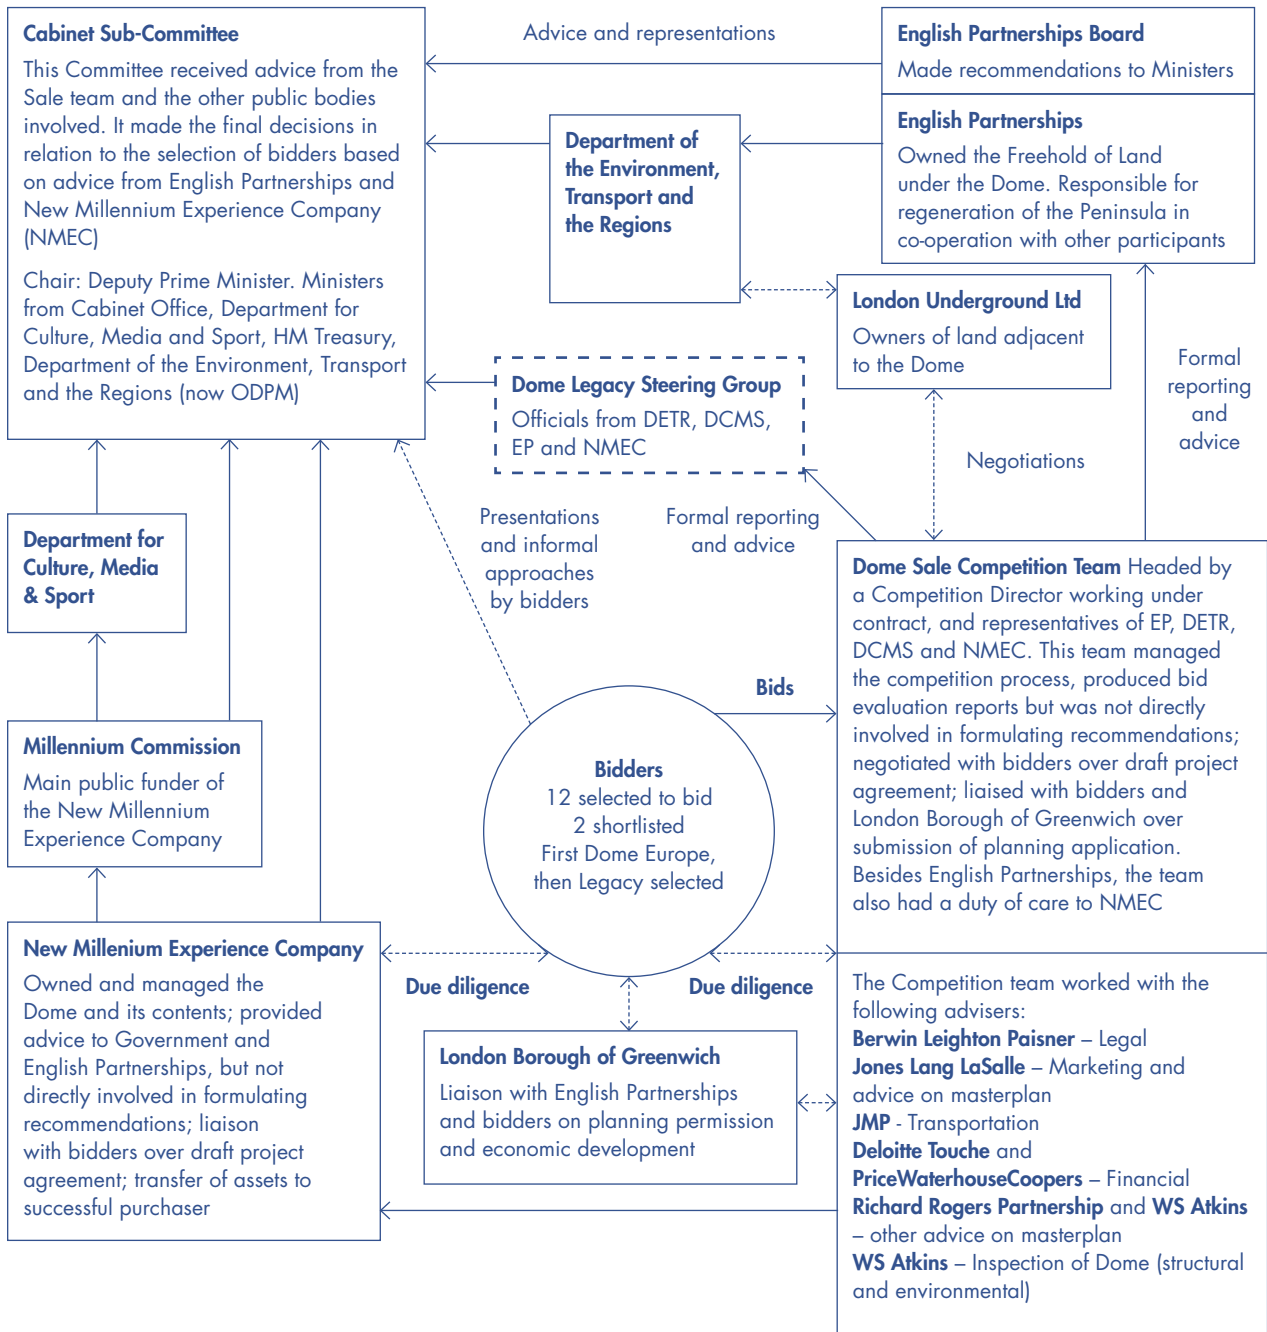 Cabinet Sub-Committee
This Committee received advice from the
Sale team and the other public bodies
involved. It made the final decisions in
relation to the selection of bidders based
on advice from English Partnerships and
New Millennium Experience Company
(NMEC)
Chair: Deputy Prime Minister. Ministers
from Cabinet Office, Department for
Culture, Media and Sport, HM Treasury,
Department of the Environment, Transport
and the Regions (now ODPM)
Advice and representations
English Partnerships Board
Made recommendations to Ministers
English Partnerships
Owned the Freehold of Land
under the Dome. Responsible for
regeneration of the Peninsula in
co-operation with other participants
Department of
the Environment,
Transport and
the Regions
London Underground Ltd
Owners of land adjacent
to the Dome
Formal
reporting
and
advice
Dome Legacy Steering Group
Officials from DETR, DCMS,
EP and NMEC
Negotiations
Presentations
and informal
approaches
by bidders
Formal reporting
and advice
Department for
Culture, Media
& Sport
Dome Sale Competition Team Headed by
a Competition Director working under
contract, and representatives of EP, DETR,
DCMS and NMEC. This team managed
the competition process, produced bid
evaluation reports but was not directly
involved in formulating recommendations;
negotiated with bidders over draft project
agreement; liaised with bidders and
London Borough of Greenwich over
submission of planning application.
Besides English Partnerships, the team
also had a duty of care to NMEC
Bids
Millennium Commission
Main public funder of
the New Millennium
Experience Company
Bidders
12 selected to bid
2 shortlisted
First Dome Europe,
then Legacy selected
New Millenium Experience Company
Owned and managed the
Dome and its contents; provided
advice to Government and
English Partnerships, but not
directly involved in formulating
recommendations; liaison
with bidders over draft project
agreement; transfer of assets to
successful purchaser
Due diligence
Due diligence
London Borough of Greenwich
Liaison with English Partnerships
and bidders on planning permission
and economic development
The Competition team worked with the
following advisers:
Berwin Leighton Paisner – Legal
Jones Lang LaSalle – Marketing and
advice on masterplan
JMP - Transportation
Deloitte Touche and
PriceWaterhouseCoopers – Financial
Richard Rogers Partnership and WS Atkins
– other advice on masterplan
WS Atkins – Inspection of Dome (structural
and environmental)